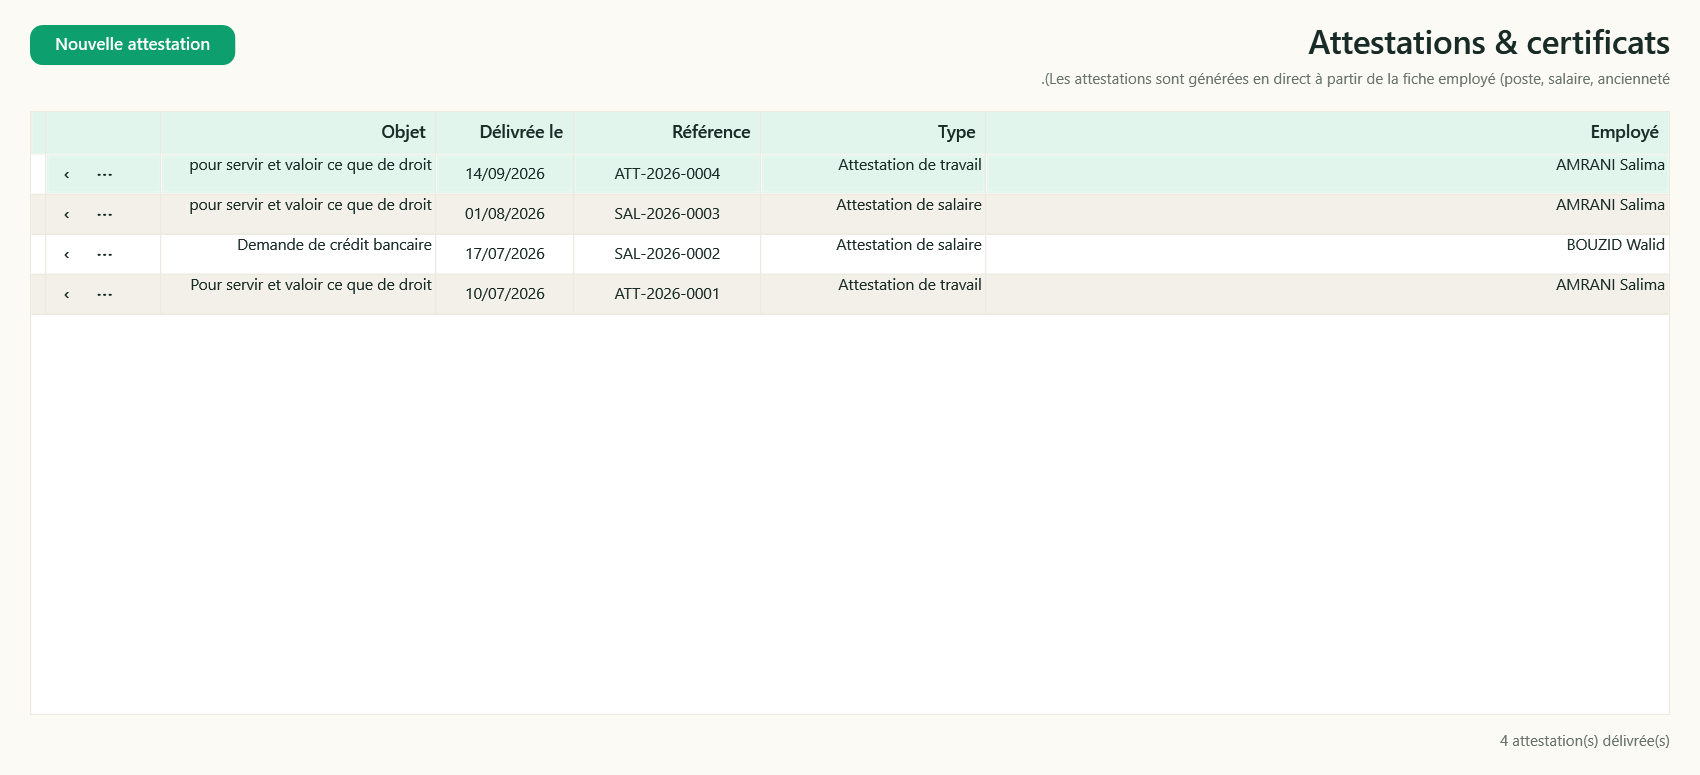 Attestations & certificats
.(Les attestations sont générées en direct à partir de la fiche employé (poste, salaire, ancienneté
Nouvelle attestation
Employé Type Référence Délivrée le Objet
AMRANI Salima Attestation de travail ATT-2026-0004 14/09/2026 pour servir et valoir ce que de droit ... ‹
AMRANI Salima Attestation de salaire SAL-2026-0003 01/08/2026 pour servir et valoir ce que de droit ... ‹
BOUZID Walid Attestation de salaire SAL-2026-0002 17/07/2026 Demande de crédit bancaire ... ‹
AMRANI Salima Attestation de travail ATT-2026-0001 10/07/2026 Pour servir et valoir ce que de droit ... ‹
4 attestation(s) délivrée(s)